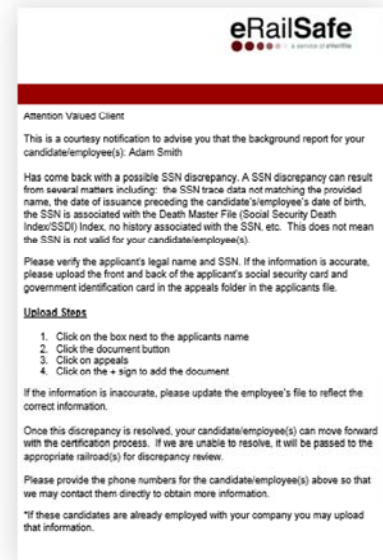 eRailSafe
a service of eVerifile
Attention Valued Client
This is a courtesy notification to advise you that the background report for your
candidate/employee(s): Adam Smith
Has come back with a possible SSN discrepancy. A SSN discrepancy can result
from several matters including:  the SSN trace data not matching the provided
name, the date of issuance preceding the candidate's/employee's date of birth,
the SSN is associated with the Death Master File (Social Security Death
Index/SSDI) Index, no history associated with the SSN, etc.  This does not mean
the SSN is not valid for your candidate/employee(s).
Please verify the applicant's legal name and SSN. If the information is accurate,
please upload the front and back of the applicant's social security card and
government identification card in the appeals folder in the applicants file.
Upload Steps
1. Click on the box next to the applicants name
2. Click the document button
3. Click on appeals
4. Click on the + sign to add the document
If the information is inaccurate, please update the employee's file to reflect the
correct information.
Once this discrepancy is resolved, your candidate/employee(s) can move forward
with the certification process.  If we are unable to resolve, it will be passed to the
appropriate railroad(s) for discrepancy review.
Please provide the phone numbers for the candidate/employee(s) above so that
we may contact them directly to obtain more information.
*If these candidates are already employed with your company you may upload
that information.